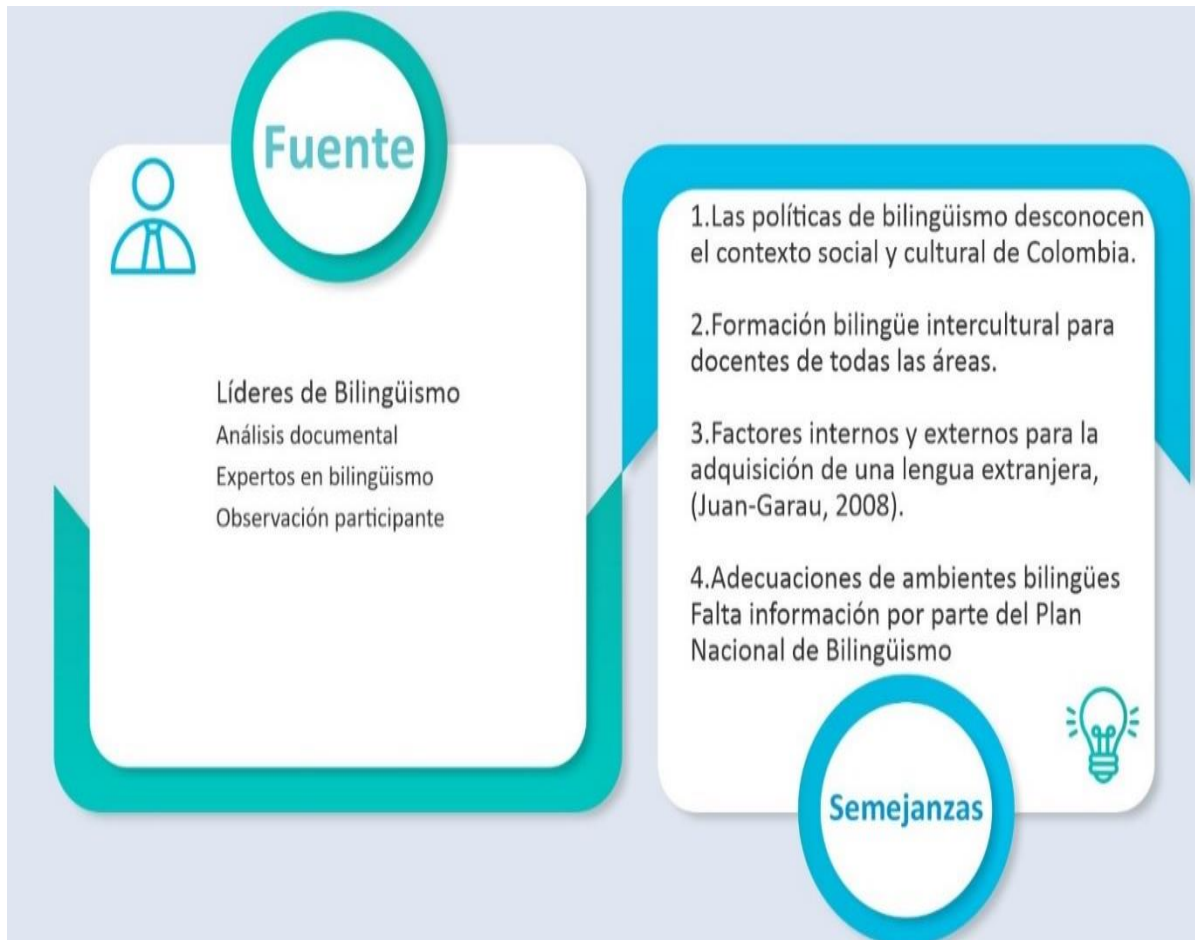 Fuente
Líderes de Bilingüismo
Análisis documental
Expertos en bilingüismo
Observación participante
1.Las políticas de bilingüismo desconocen
el contexto social y cultural de Colombia.
2.Formación bilingüe intercultural para
docentes de todas las áreas.
3.Factores internos y externos para la
adquisición de una lengua extranjera,
(Juan-Garau, 2008).
4.Adecuaciones de ambientes bilingües
Falta información por parte del Plan
Nacional de Bilingüismo
Semejanzas